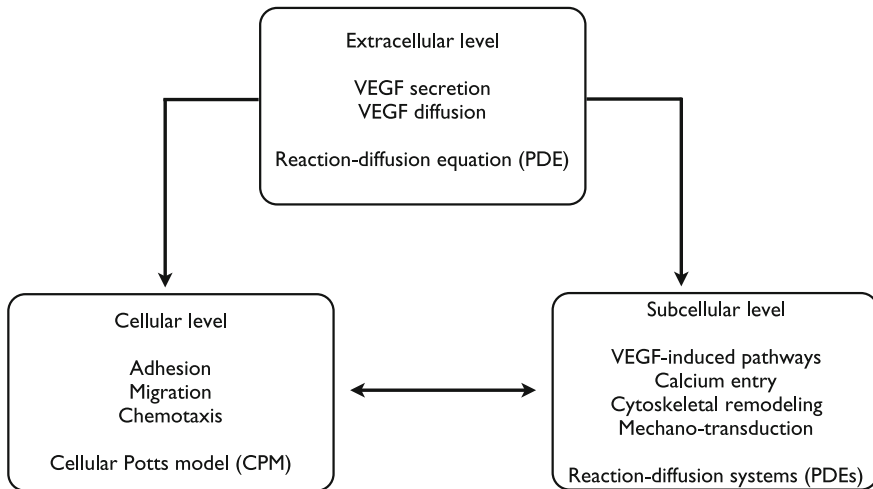 Extracellular level
VEGF secretion
VEGF diffusion
Reaction-diffusion equation (PDE)
Cellular level
Adhesion
Migration
Chemotaxis
Cellular Potts model (CPM)
Subcellular level
VEGF-induced pathways
Calcium entry
Cytoskeletal remodeling
Mechano-transduction
Reaction-diffusion systems (PDEs)